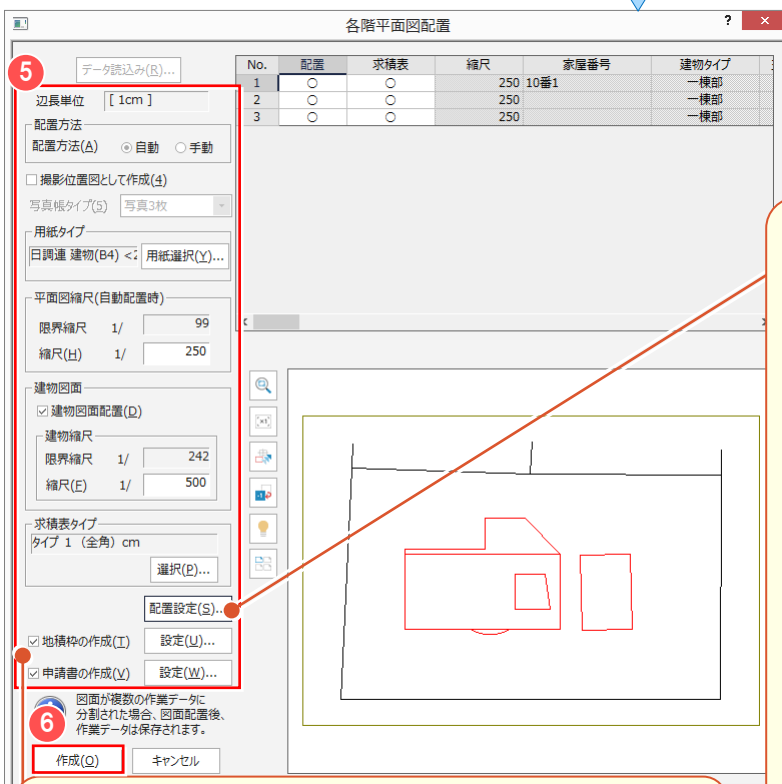 各階平面図配置
? ×
5
データ読込み(R)...
辺長単位 [ 1cm ]
配置方法
配置方法(A) 自動 手動
撮影位置図として作成(4)
写真帳タイプ(5) 写真3枚
用紙タイプ
日調連 建物(B4) <2 用紙選択(Y)...
平面図縮尺(自動配置時)
限界縮尺 1/ 99
縮尺(H) 1/ 250
建物図面
建物図面配置(D)
建物縮尺
限界縮尺 1/ 242
縮尺(F) 1/ 500
求積表タイプ
タイプ 1 (全角) cm
選択(P)...
配置設定(S)...
地積枠の作成(T) 設定(U)...
申請書の作成(V) 設定(W)...
図面が複数の作業データに
分割された場合、図面配置後、
作業データは保存されます。
6
作成(O) キャンセル
No. 配置 求積表 縮尺 家屋番号 建物タイプ
1 ○ ○ 250 10番1 一棟部
2 ○ ○ 250 一棟部
3 ○ ○ 250 一棟部
×1
-1